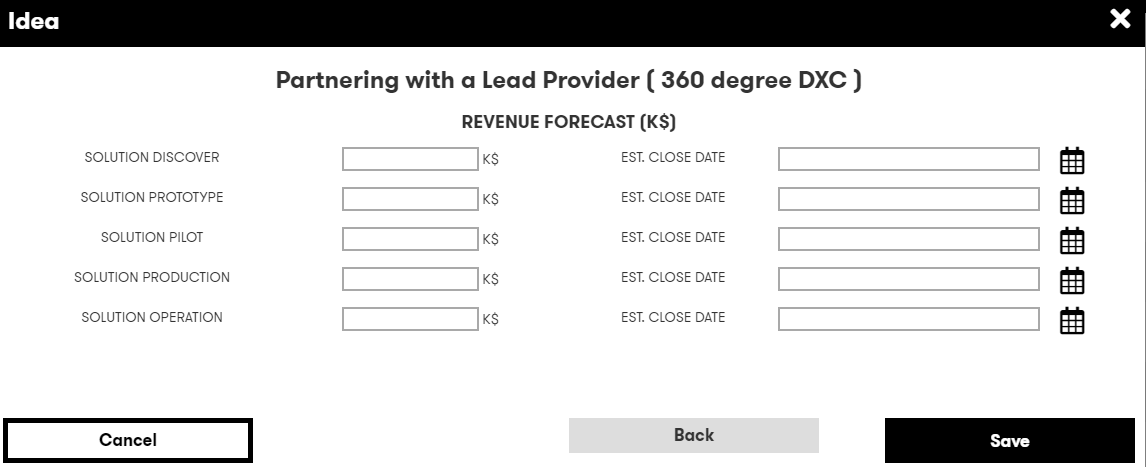 Idea
Partnering with a Lead Provider ( 360 degree DXC )
REVENUE FORECAST (K$)
SOLUTION DISCOVER K$ EST. CLOSE DATE
SOLUTION PROTOTYPE K$ EST. CLOSE DATE
SOLUTION PILOT K$ EST. CLOSE DATE
SOLUTION PRODUCTION K$ EST. CLOSE DATE
SOLUTION OPERATION K$ EST. CLOSE DATE
Cancel Back Save